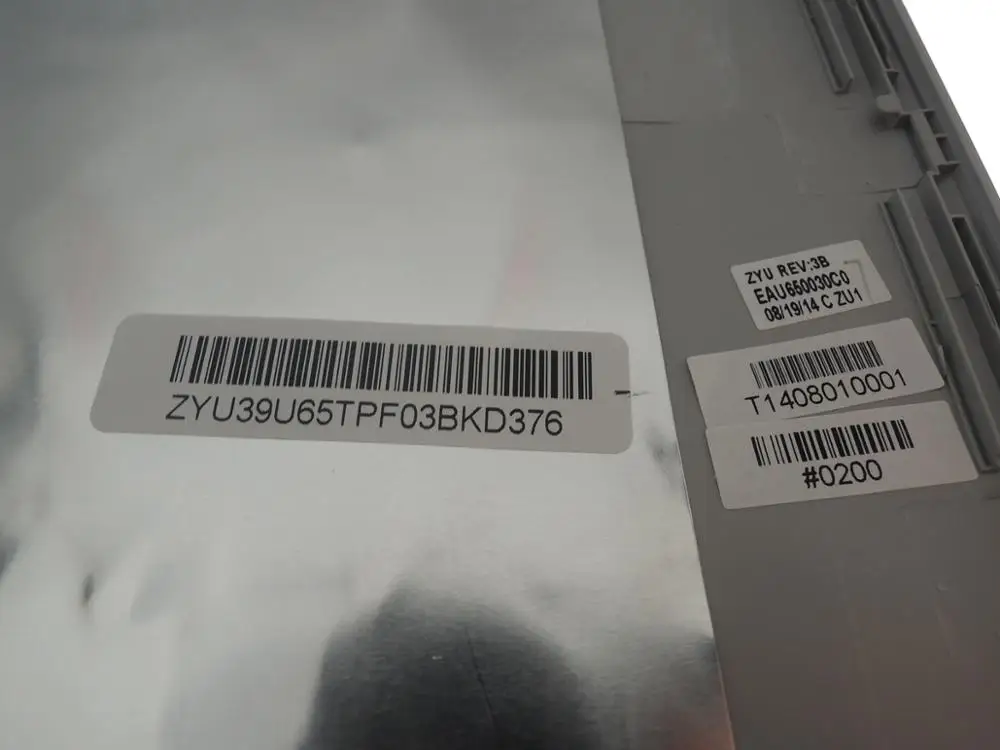 ZYU39U65TPF03BKD376
ZYU REV:3B
EAU650030C0
08/19/14 C ZU1
T1408010001
#0200